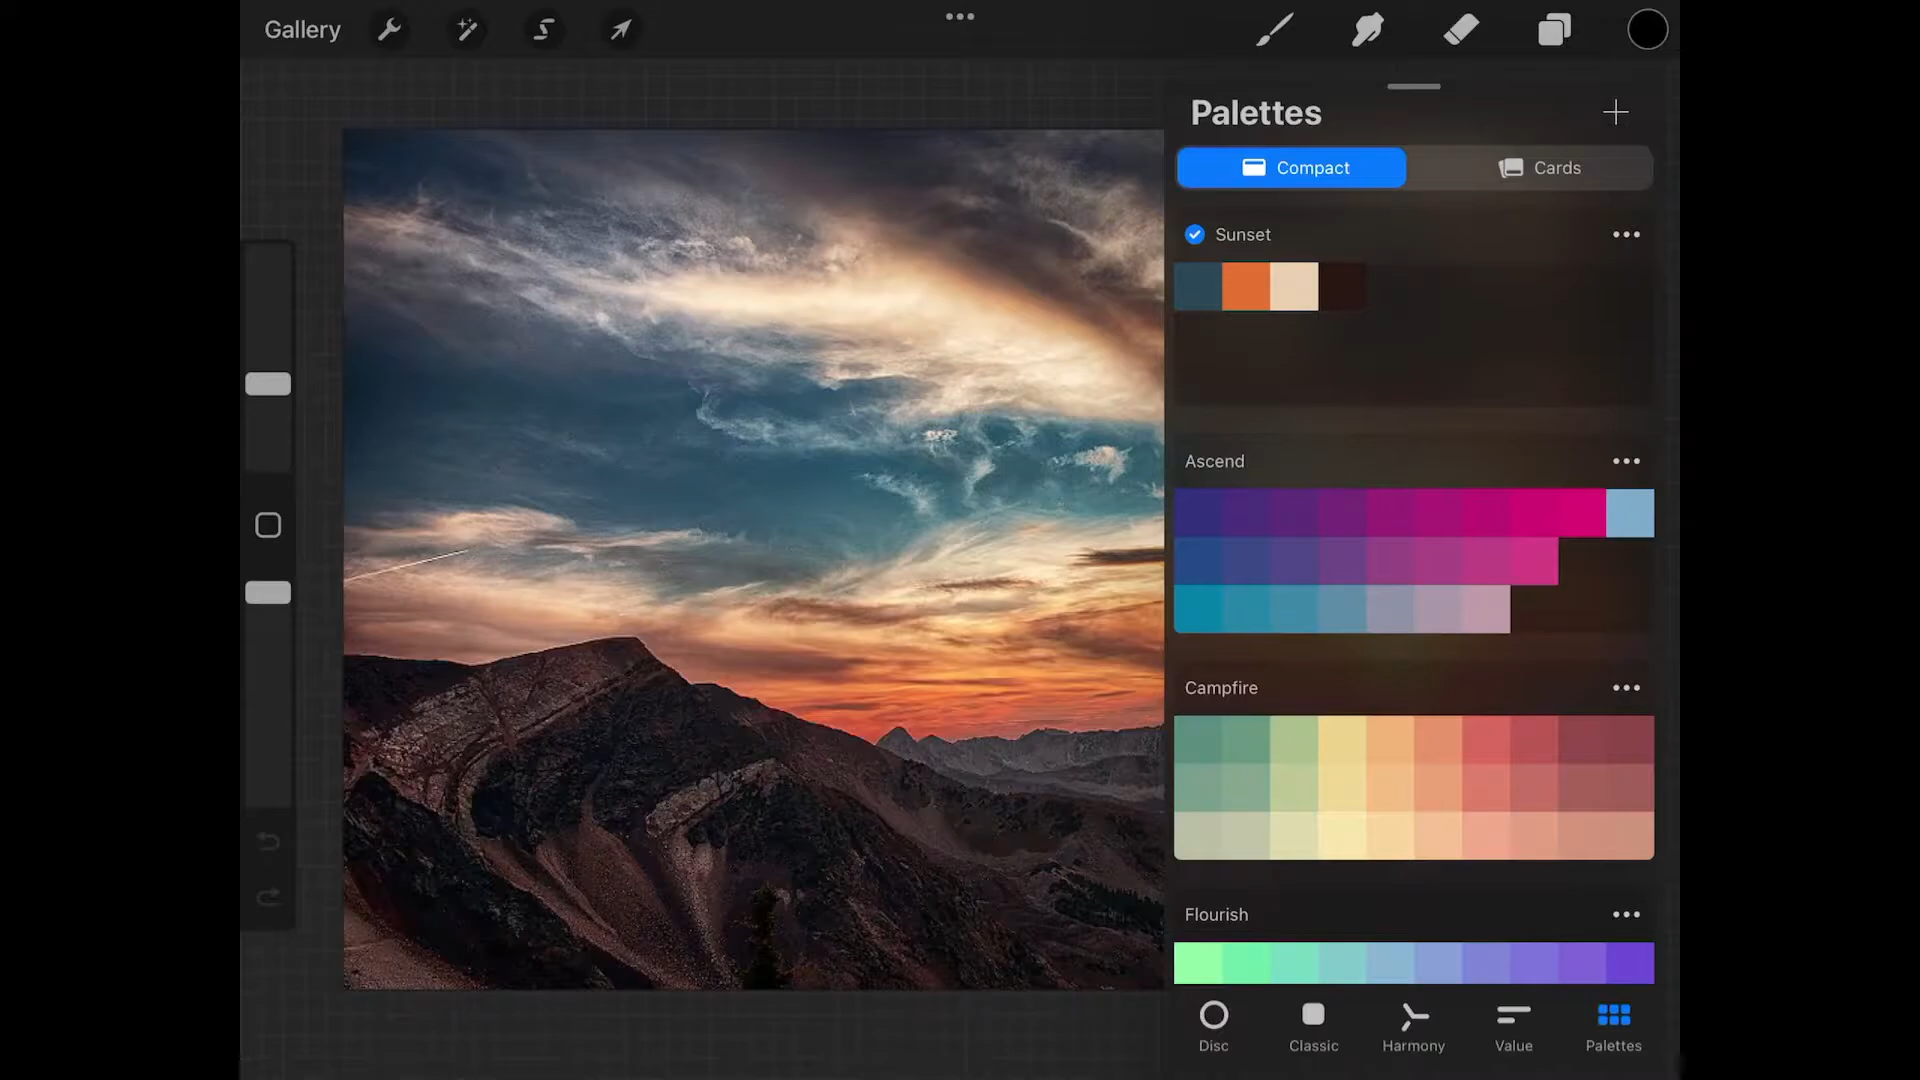 Gallery
Palettes
Compact
Cards
Sunset
Ascend
Campfire
Flourish
Disc
Classic
Harmony
Value
Palettes